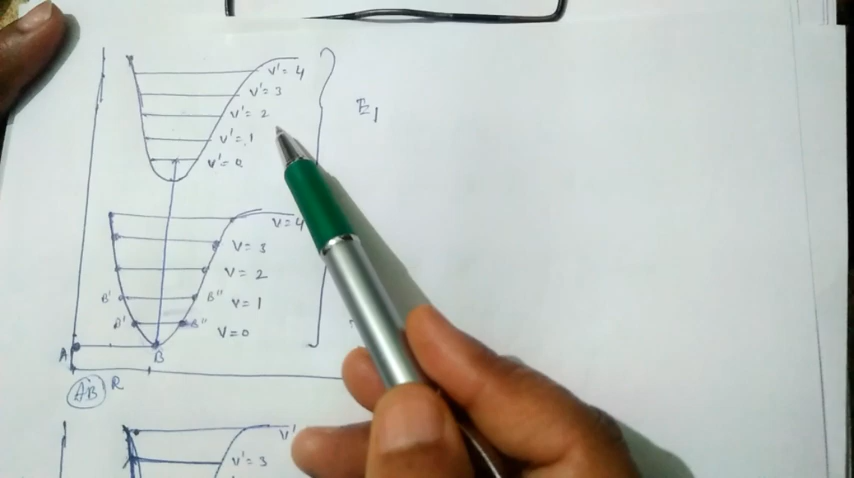 V'= 4
V'= 3
V'= 2
E1
V'= 1
V'= 0
V= 4
V= 3
V= 2
B' B" V= 1
A' B" V=0
A B
AB R
V'
V'= 3